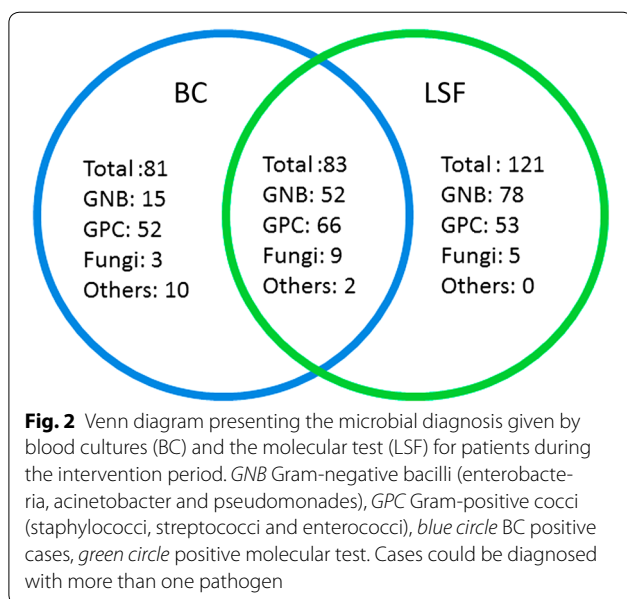 BC
LSF
Total :81
GNB: 15
GPC: 52
Fungi: 3
Others: 10
Total :83
GNB: 52
GPC: 66
Fungi: 9
Others: 2
Total : 121
GNB: 78
GPC: 53
Fungi: 5
Others: 0
Fig. 2 Venn diagram presenting the microbial diagnosis given by
blood cultures (BC) and the molecular test (LSF) for patients during
the intervention period. GNB Gram-negative bacilli (enterobacte-
ria, acinetobacter and pseudomonades), GPC Gram-positive cocci
(staphylococci, streptococci and enterococci), blue circle BC positive
cases, green circle positive molecular test. Cases could be diagnosed
with more than one pathogen